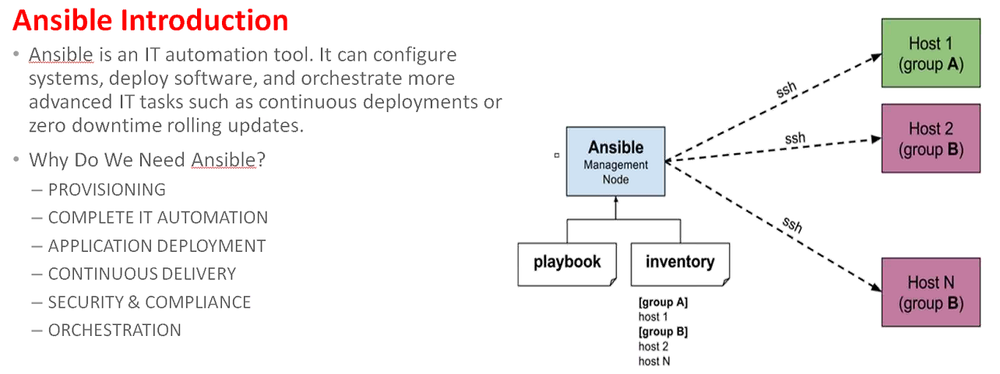 Ansible Introduction
• Ansible is an IT automation tool. It can configure
systems, deploy software, and orchestrate more
advanced IT tasks such as continuous deployments or
zero downtime rolling updates.
• Why Do We Need Ansible?
– PROVISIONING
– COMPLETE IT AUTOMATION
– APPLICATION DEPLOYMENT
– CONTINUOUS DELIVERY
– SECURITY & COMPLIANCE
– ORCHESTRATION
Ansible
Management
Node
playbook
inventory
[group A]
host 1
[group B]
host 2
host N
ssh
ssh
ssh
Host 1
(group A)
Host 2
(group B)
Host N
(group B)